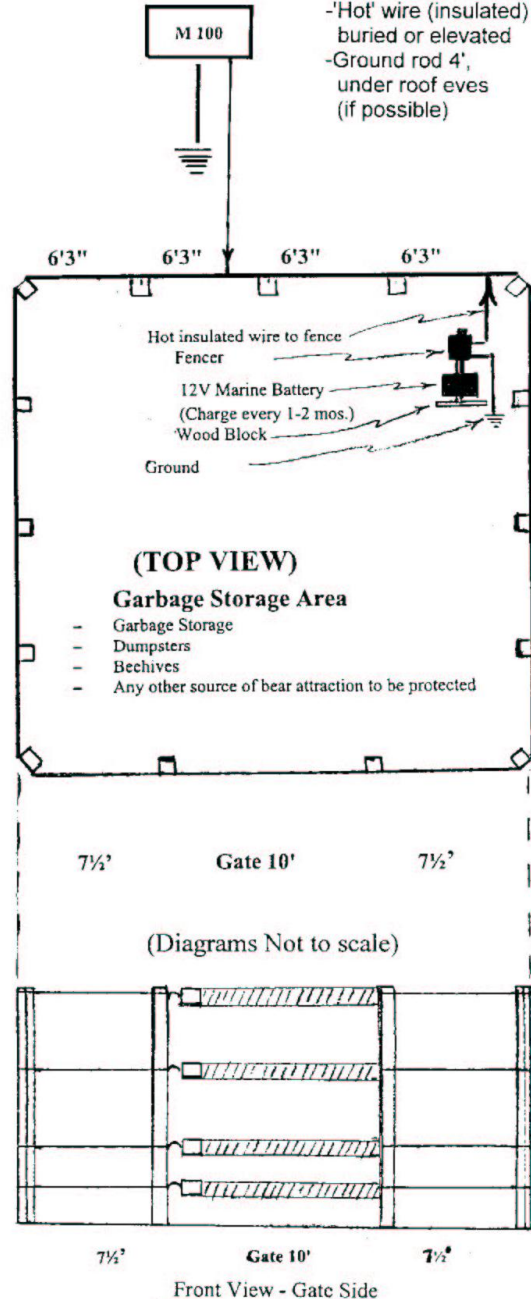 M 100
-'Hot' wire (insulated)
buried or elevated
-Ground rod 4',
under roof eves
(if possible)
6'3" 6'3" 6'3" 6'3"
Hot insulated wire to fence
Fencer
12V Marine Battery
(Charge every 1-2 mos.)
Wood Block
Ground
(TOP VIEW)
Garbage Storage Area
- Garbage Storage
- Dumpsters
- Beehives
- Any other source of bear attraction to be protected
7½' Gate 10' 7½'
(Diagrams Not to scale)
7½' Gate 10' 7½'
Front View - Gate Side